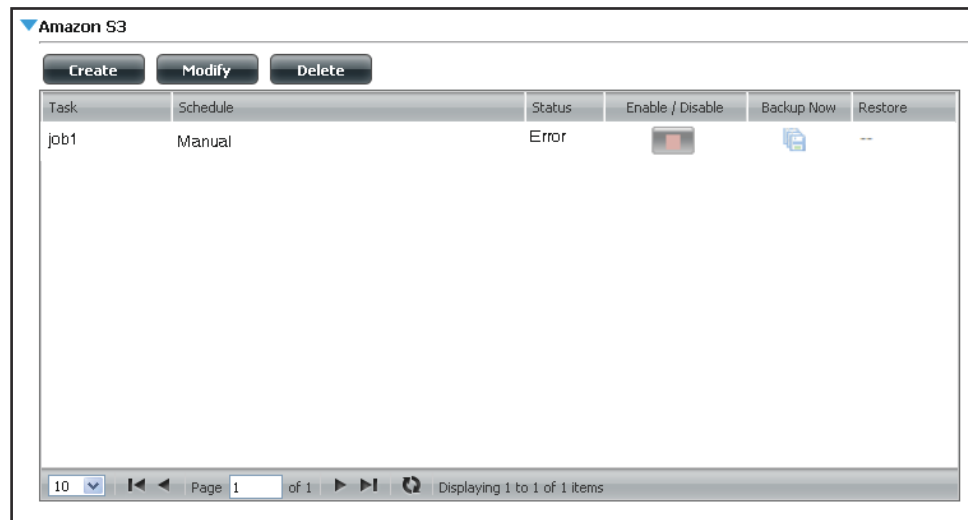 Amazon S3
Create Modify Delete
Task Schedule Status Enable / Disable Backup Now Restore
job1 Manual Error --
10 Page 1 of 1 Displaying 1 to 1 of 1 items